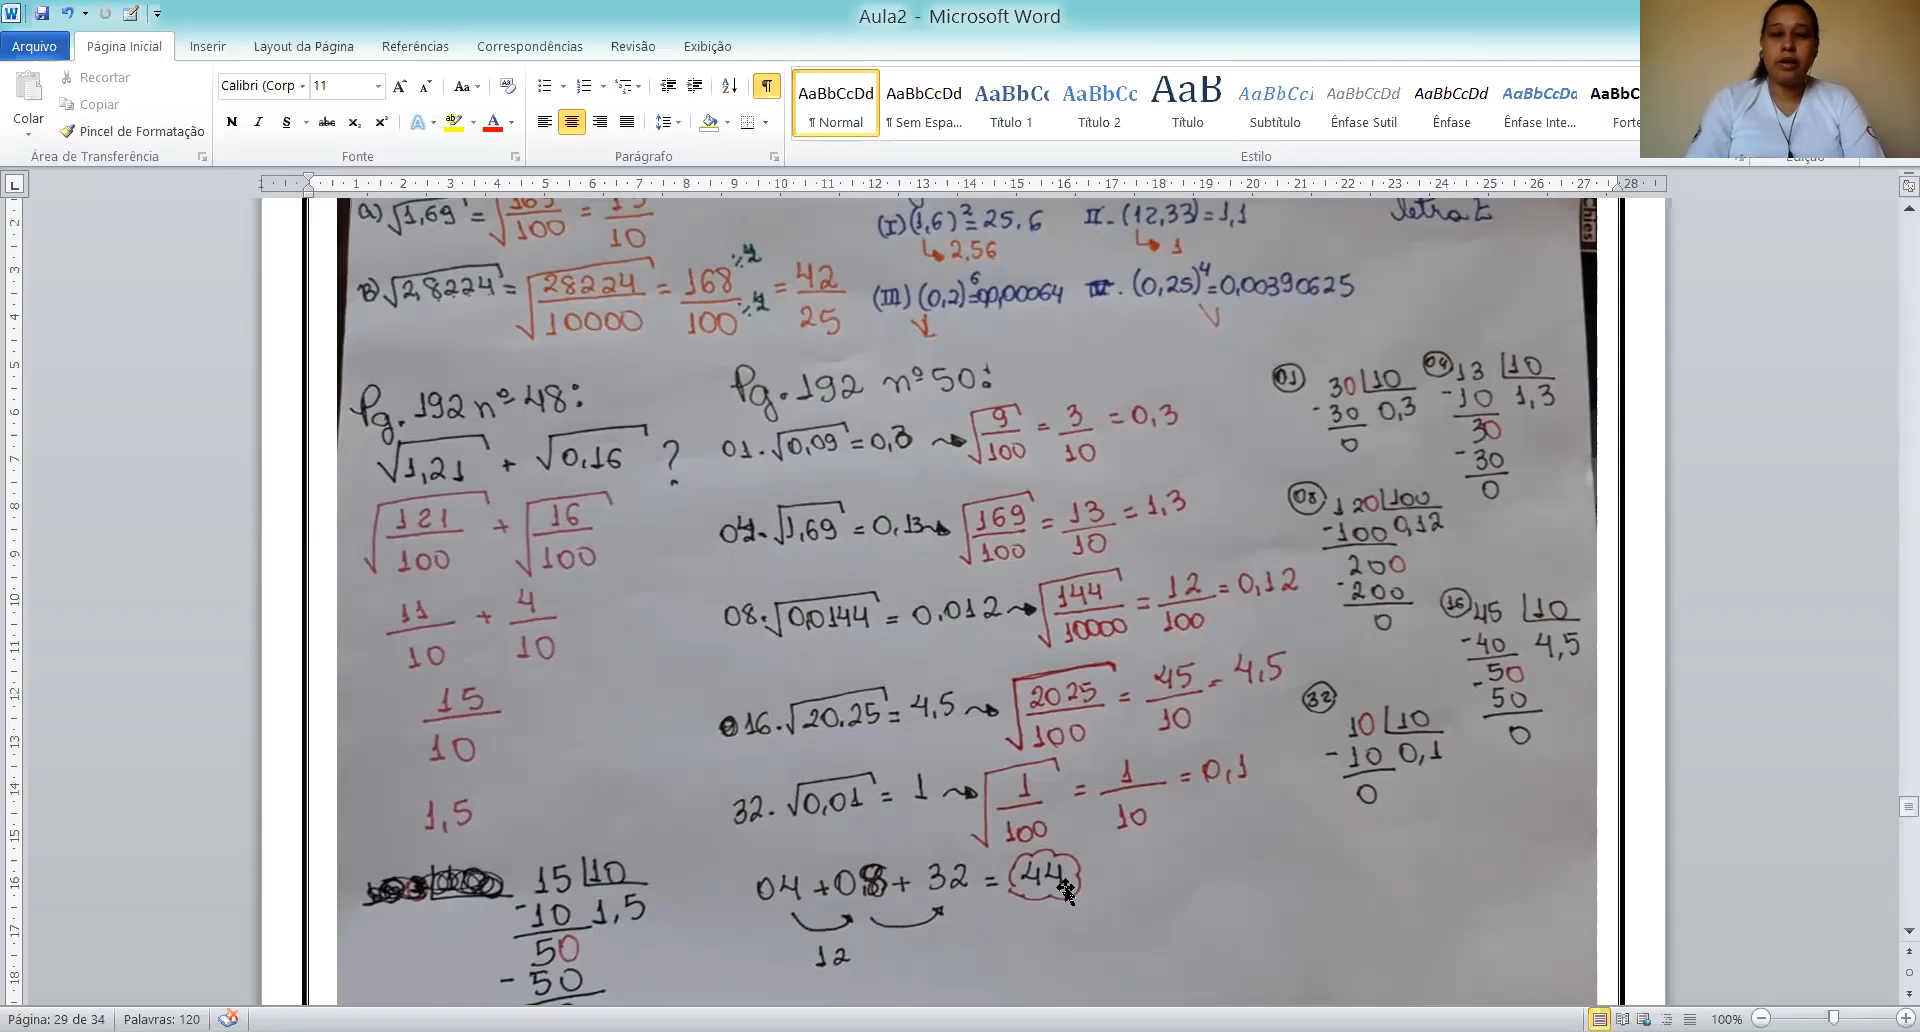 Aula2 - Microsoft Word
Arquivo Página Inicial Inserir Layout da Página Referências Correspondências Revisão Exibição
Colar
Recortar
Copiar
Pincel de Formatação
Área de Transferência
Calibri (Corp 11
Fonte
Parágrafo
AaBbCcDd AaBbCcDd AaBbCc AaBbCc AaB AaBbCcl AaBbCcDd AaBbCcDd AaBbCcDd AaBbC
¶ Normal ¶ Sem Espa... Título 1 Título 2 Título Subtítulo Ênfase Sutil Ênfase Ênfase Inte... Forte
Estilo
a) √1,69 = √169/100 = 13/10
B) √2,8224 = √28224/10000 = 168/100 = 42/25
(I) (1,6)² = 25,6 II. (12,33)=1,1 letra E
2,56 1
(III) (0,2)⁶=0,00064 IV. (0,25)⁴=0,00390625
Pg. 192 nº 48:
√1,21 + √0,16 ?
√121/100 + √16/100
11/10 + 4/10
15/10
1,5
15 |10
-10 1,5
50
-50
Pg. 192 nº 50:
01. √0,09 = 0,3 √9/100 = 3/10 = 0,3
04. √1,69 = 0,13 √169/100 = 13/10 = 1,3
08. √0,0144 = 0,012 √144/10000 = 12/100 = 0,12
16. √20,25 = 4,5 √2025/100 = 45/10 = 4,5
32. √0,01 = 1 √1/100 = 1/10 = 0,1
04 + 08 + 32 = 44
12
01 30 |10
-30 0,3
0
04 13 |10
-10 1,3
30
-30
0
08 120 |100
-100 0,12
200
-200
0
16 45 |10
-40 4,5
50
-50
0
32 10 |10
-10 0,1
0
Página: 29 de 34 Palavras: 120 100%